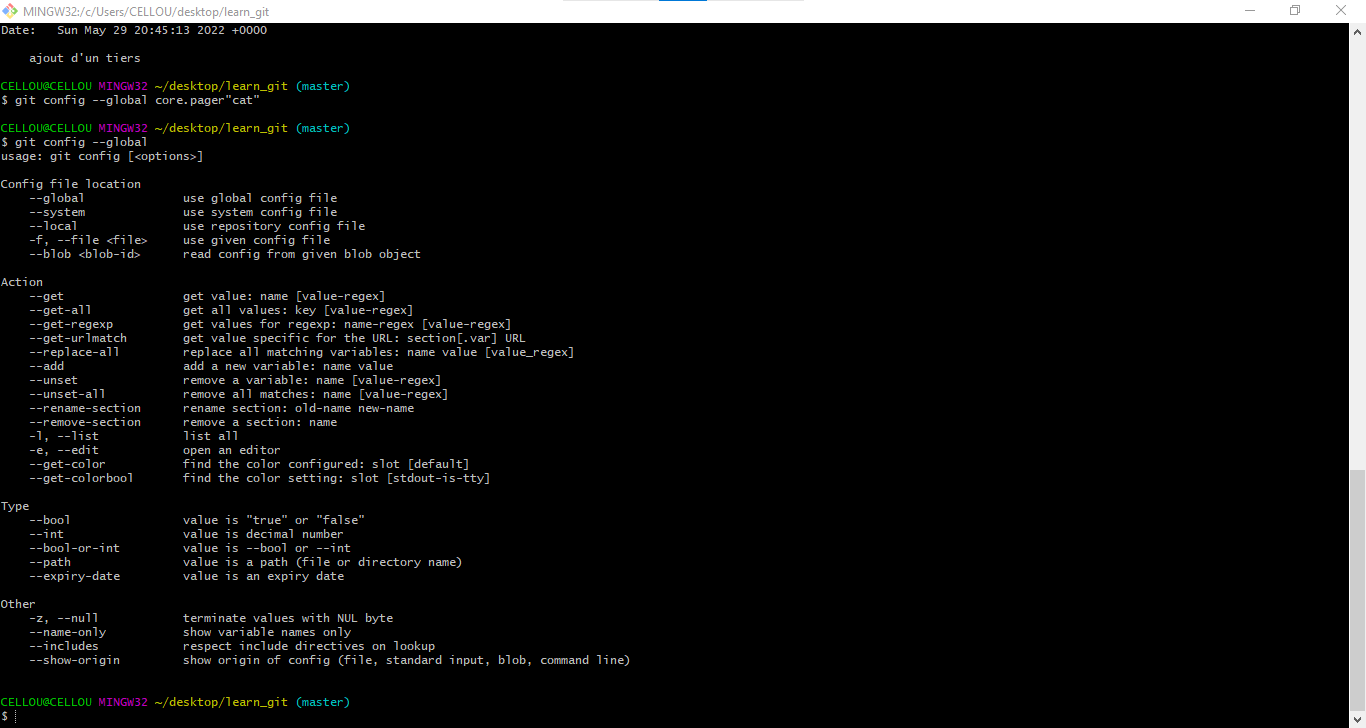 MINGW32:/c/Users/CELLOU/desktop/learn_git
Date:   Sun May 29 20:45:13 2022 +0000
    ajout d'un tiers
CELLOU@CELLOU MINGW32 ~/desktop/learn_git (master)
$ git config --global core.pager"cat"
CELLOU@CELLOU MINGW32 ~/desktop/learn_git (master)
$ git config --global
usage: git config [<options>]
Config file location
    --global              use global config file
    --system              use system config file
    --local               use repository config file
    -f, --file <file>     use given config file
    --blob <blob-id>      read config from given blob object
Action
    --get                 get value: name [value-regex]
    --get-all             get all values: key [value-regex]
    --get-regexp          get values for regexp: name-regex [value-regex]
    --get-urlmatch        get value specific for the URL: section[.var] URL
    --replace-all         replace all matching variables: name value [value_regex]
    --add                 add a new variable: name value
    --unset               remove a variable: name [value-regex]
    --unset-all           remove all matches: name [value-regex]
    --rename-section      rename section: old-name new-name
    --remove-section      remove a section: name
    -l, --list            list all
    -e, --edit            open an editor
    --get-color           find the color configured: slot [default]
    --get-colorbool       find the color setting: slot [stdout-is-tty]
Type
    --bool                value is "true" or "false"
    --int                 value is decimal number
    --bool-or-int         value is --bool or --int
    --path                value is a path (file or directory name)
    --expiry-date         value is an expiry date
Other
    -z, --null            terminate values with NUL byte
    --name-only           show variable names only
    --includes            respect include directives on lookup
    --show-origin         show origin of config (file, standard input, blob, command line)
CELLOU@CELLOU MINGW32 ~/desktop/learn_git (master)
$